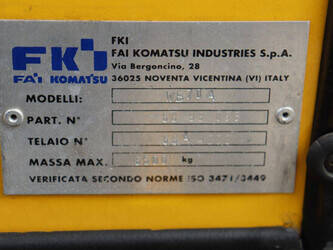 FKI
FAI KOMATSU INDUSTRIES S.p.A.
Via Bergoncino, 28
36025 NOVENTA VICENTINA (VI) ITALY
FKI
FAI KOMATSU
MODELLI:
PART. N°
TELAIO N°
MASSA MAX. kg
VERIFICATA SECONDO NORME ISO 3471/3449